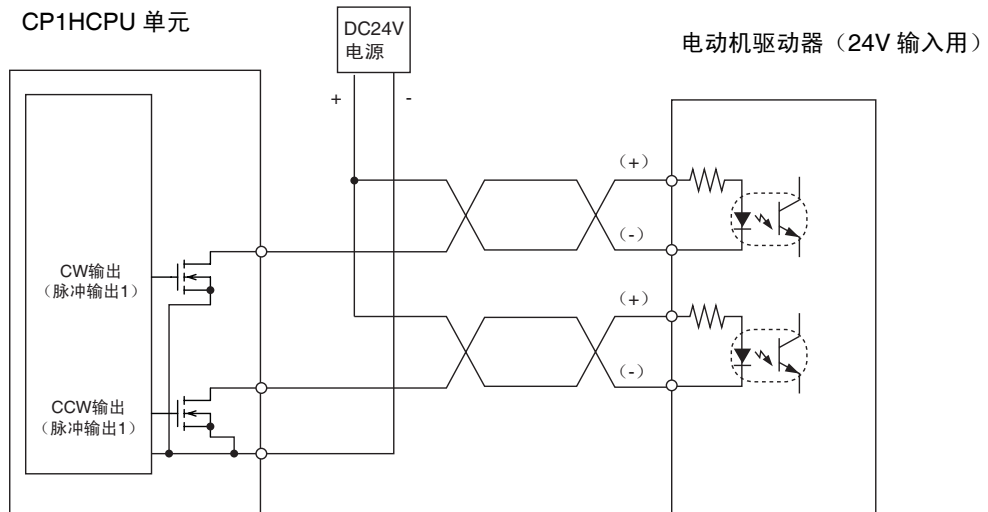 CP1HCPU 单元
DC24V
电源
电动机驱动器（24V 输入用）
+
-
（+）
（-）
CW输出
（脉冲输出1）
（+）
（-）
CCW输出
（脉冲输出1）